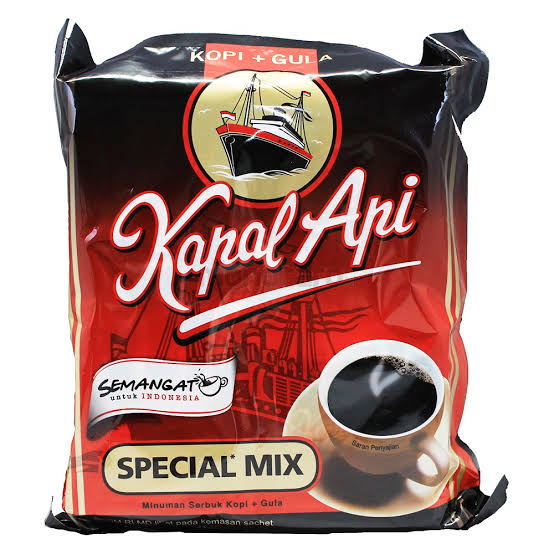 KOPI + GULA
Kapal Api
SEMANGAT
untuk INDONESIA
Saran Penyajian
SPECIAL* MIX
Minuman Serbuk Kopi + Gula
pada kemasan sachet